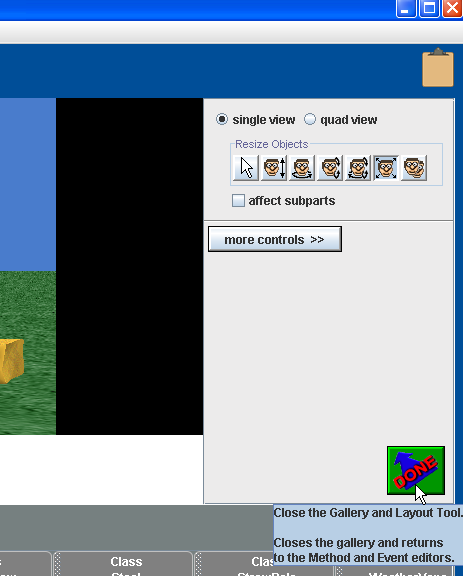 single view
quad view
Resize Objects
affect subparts
more controls >>
DONE
Close the Gallery and Layout Tool.
Closes the gallery and returns
to the Method and Event editors.
Class